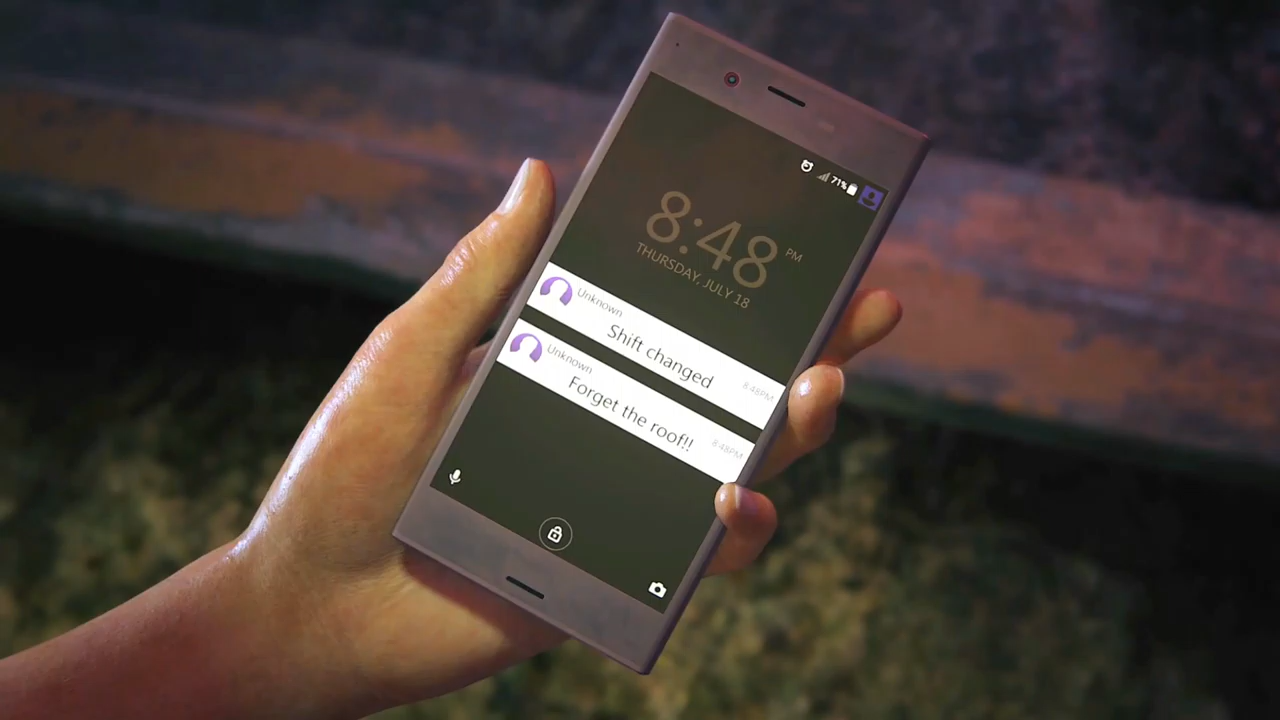 71%
8:48 PM
THURSDAY, JULY 18
Unknown
Shift changed
8:48PM
Unknown
Forget the roof!!
8:48PM